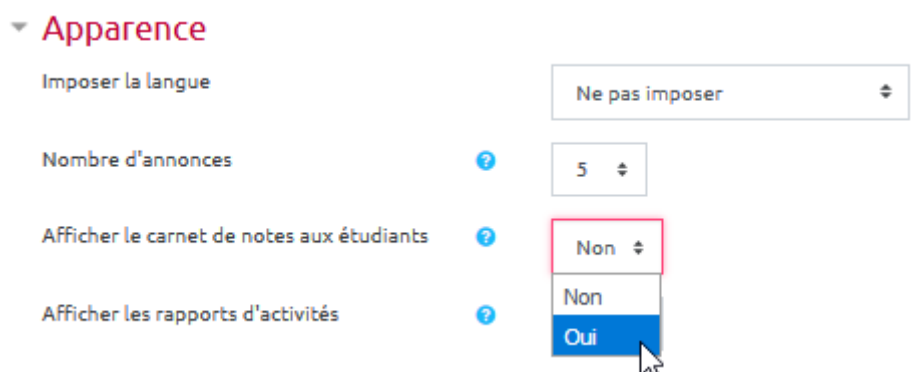 Apparence
Imposer la langue
Ne pas imposer
Nombre d'annonces
5
Afficher le carnet de notes aux étudiants
Non
Non
Afficher les rapports d'activités
Oui